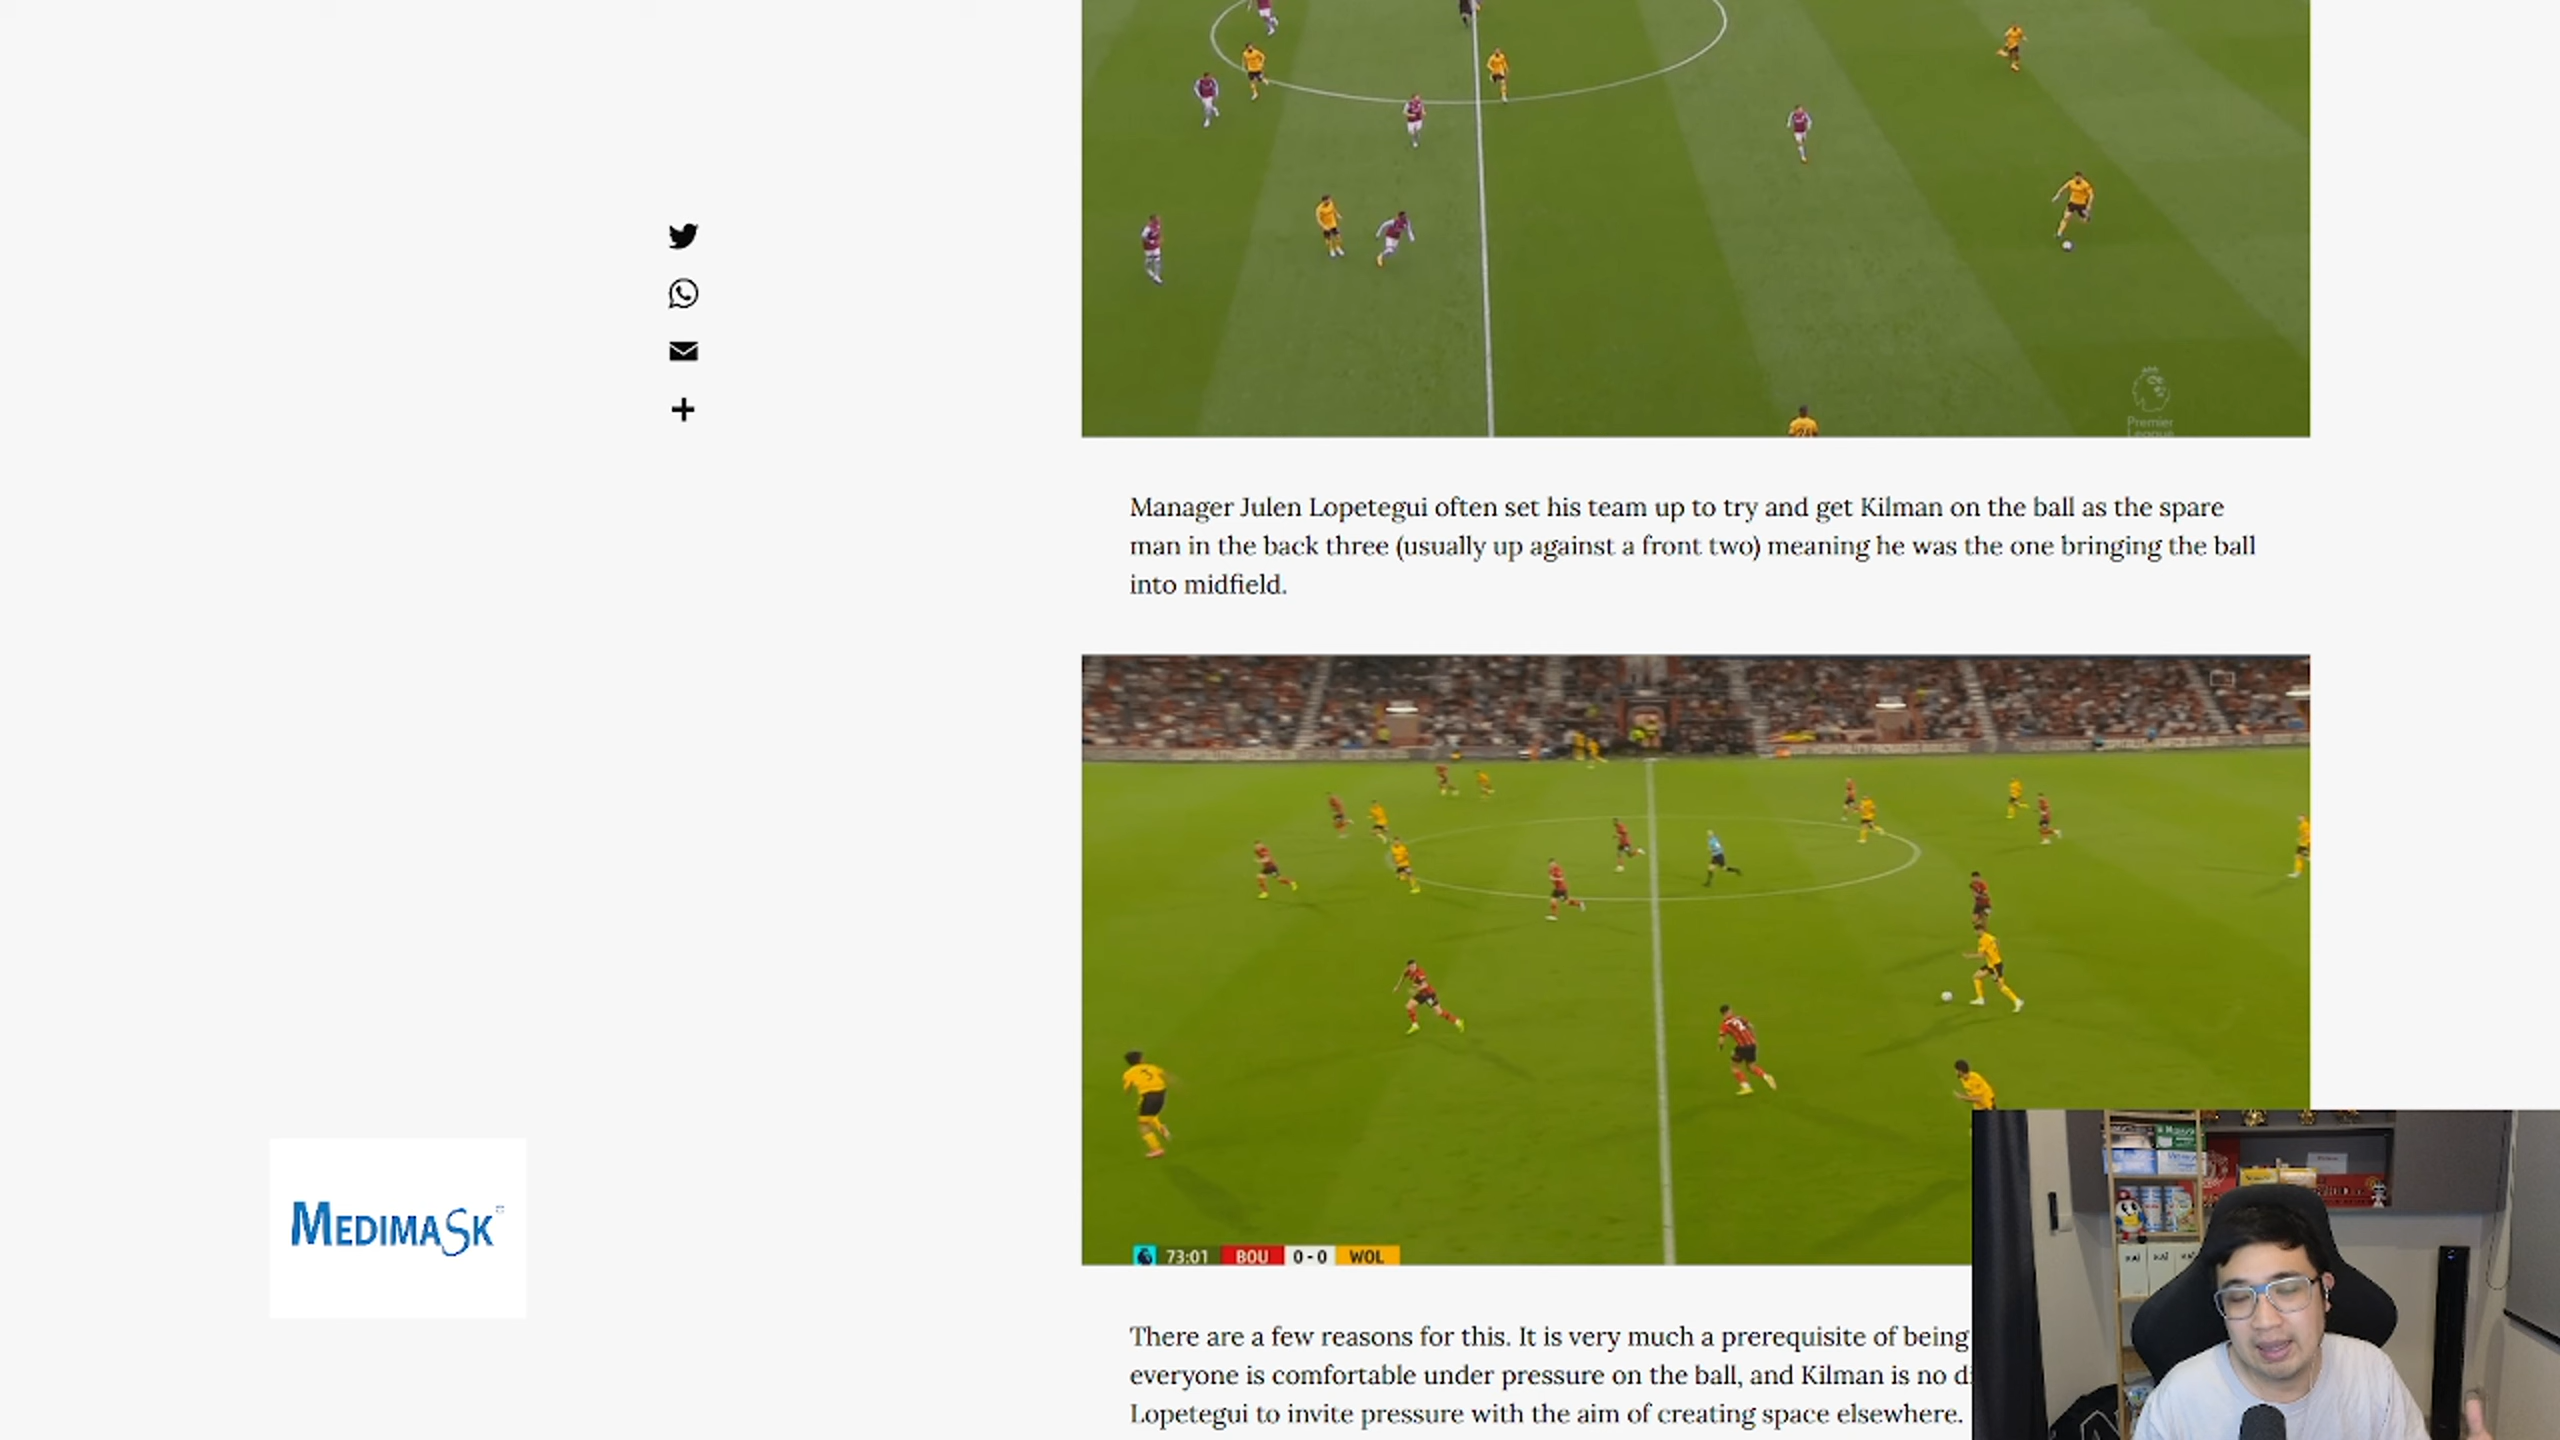 24
Premier
League
Manager Julen Lopetegui often set his team up to try and get Kilman on the ball as the spare
man in the back three (usually up against a front two) meaning he was the one bringing the ball
into midfield.
3
MEDIMASK
73:01 BOU 0-0 WOL
There are a few reasons for this. It is very much a prerequisite of being
everyone is comfortable under pressure on the ball, and Kilman is no
Lopetegui to invite pressure with the aim of creating space elsewhere.